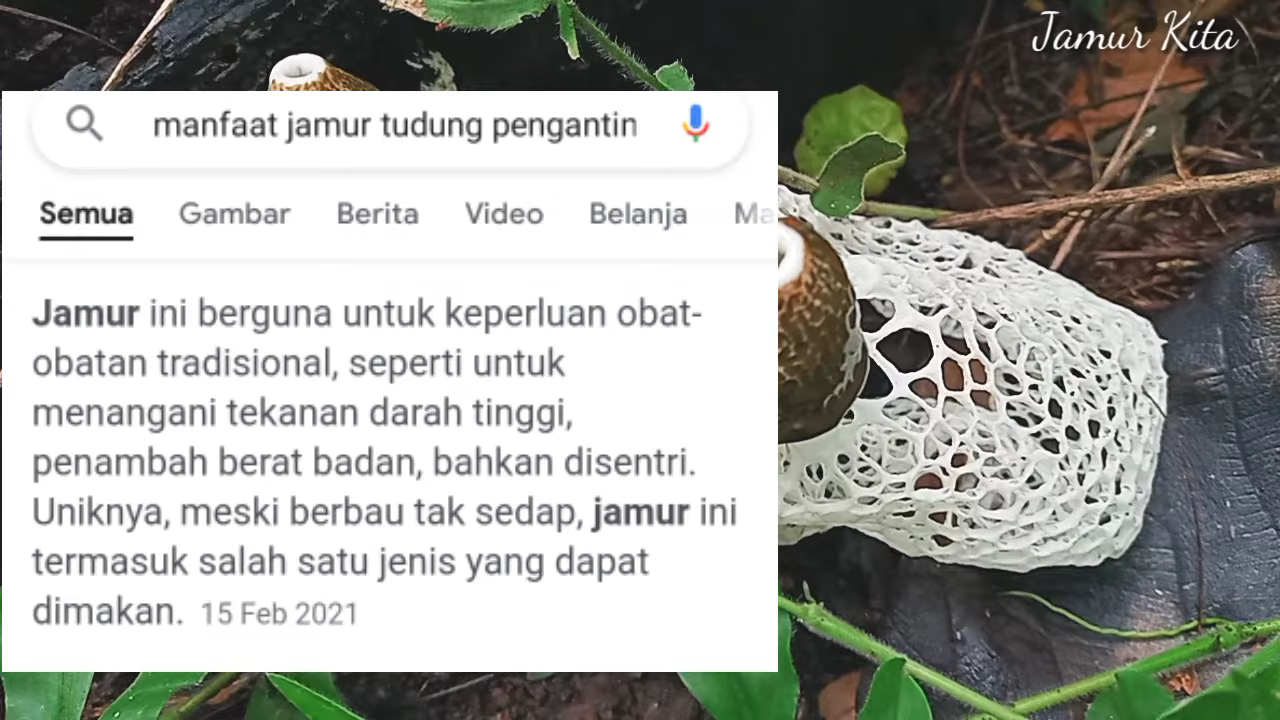 Jamur Kita
manfaat jamur tudung pengantin
Semua Gambar Berita Video Belanja
Jamur ini berguna untuk keperluan obat-
obatan tradisional, seperti untuk
menangani tekanan darah tinggi,
penambah berat badan, bahkan disentri.
Uniknya, meski berbau tak sedap, jamur ini
termasuk salah satu jenis yang dapat
dimakan. 15 Feb 2021